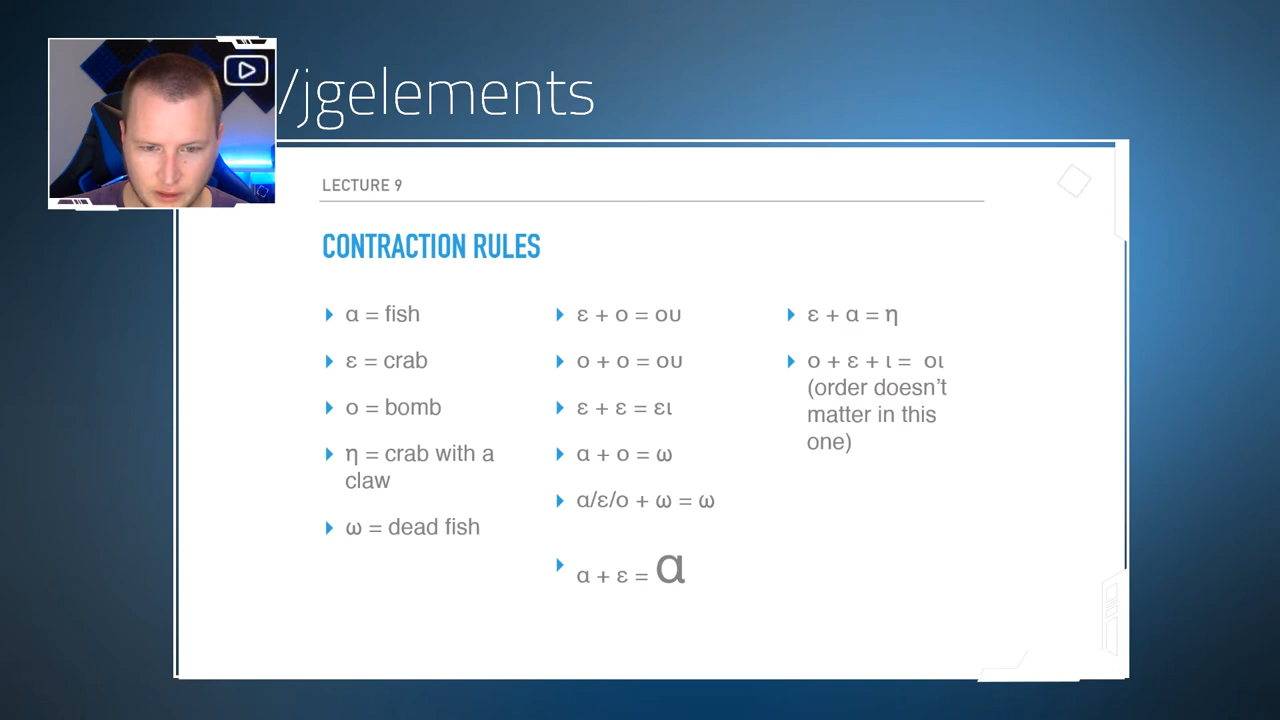 /jgelements
LECTURE 9
CONTRACTION RULES
α = fish
ε = crab
ο = bomb
η = crab with a
claw
ω = dead fish
ε + ο = ου
ο + ο = ου
ε + ε = ει
α + ο = ω
α/ε/ο + ω = ω
α + ε = α
ε + α = η
ο + ε + ι = οι
(order doesn't
matter in this
one)